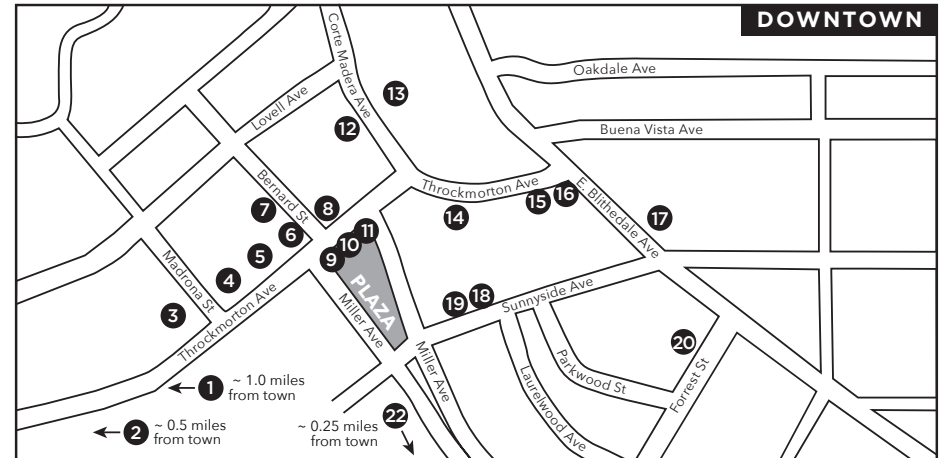 DOWNTOWN
Corte Madera Ave
Oakdale Ave
13
Lovell Ave
12
Buena Vista Ave
Bernard St
Throckmorton Ave
E. Blithedale Ave
16
15
7
8
14
17
6
11
10
5
9
4
Madrona St
PLAZA
Sunnyside Ave
18
19
3
Throckmorton Ave
Miller Ave
Miller Ave
20
Parkwood St
Forrest St
Laurelwood Ave
1
~ 1.0 miles
from town
2
~ 0.5 miles
from town
22
~ 0.25 miles
from town